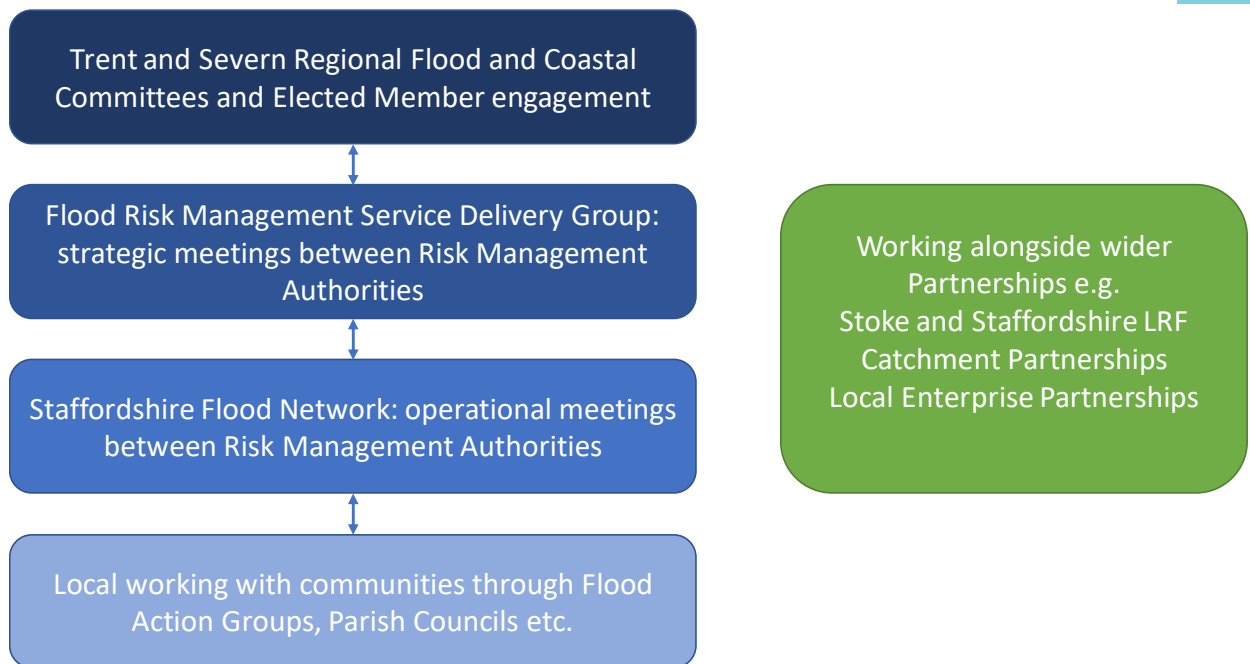 Trent and Severn Regional Flood and Coastal
Committees and Elected Member engagement
Flood Risk Management Service Delivery Group:
strategic meetings between Risk Management
Authorities
Staffordshire Flood Network: operational meetings
between Risk Management Authorities
Local working with communities through Flood
Action Groups, Parish Councils etc.
Working alongside wider
Partnerships e.g.
Stoke and Staffordshire LRF
Catchment Partnerships
Local Enterprise Partnerships